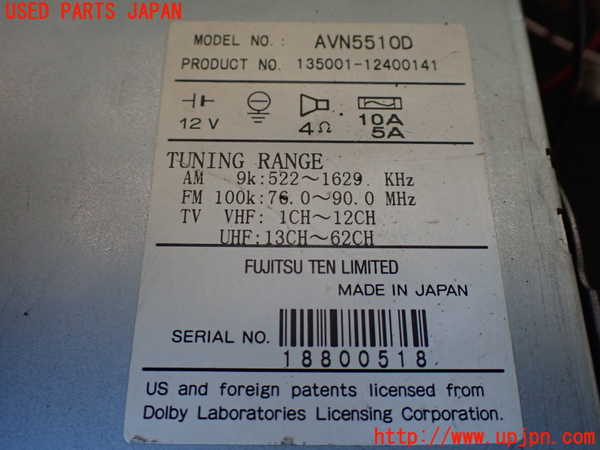 USED PARTS JAPAN
MODEL NO. : AVN5510D
PRODUCT NO. 135001-12400141
12V 4Ω 10A
5A
TUNING RANGE
AM 9k:522~1629 KHz
FM 100k:76.0~90.0 MHz
TV VHF: 1CH~12CH
UHF:13CH~62CH
FUJITSU TEN LIMITED
MADE IN JAPAN
SERIAL NO.
18800518
US and foreign patents licensed from
Dolby Laboratories Licensing Corporation.
http://www.upjpn.com